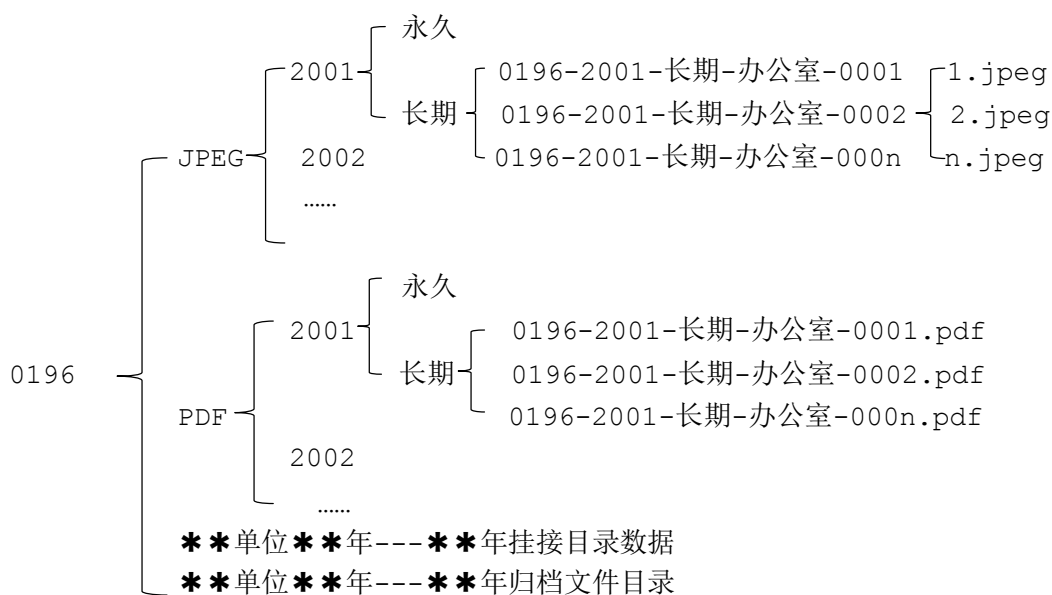 永久
2001
长期
0196-2001-长期-办公室-0001
1.jpeg
0196-2001-长期-办公室-0002
2.jpeg
0196-2001-长期-办公室-000n
n.jpeg
JPEG
2002
……
永久
2001
长期
0196-2001-长期-办公室-0001.pdf
0196-2001-长期-办公室-0002.pdf
0196-2001-长期-办公室-000n.pdf
0196
PDF
2002
……
✱✱单位✱✱年---✱✱年挂接目录数据
✱✱单位✱✱年---✱✱年归档文件目录